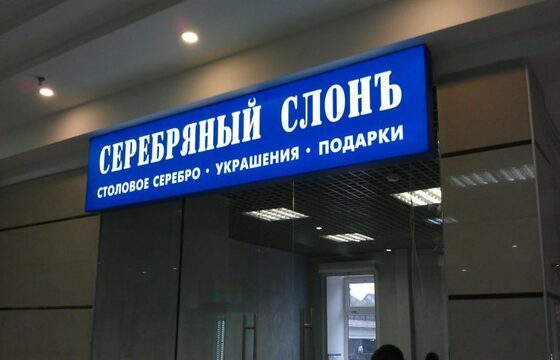 СЕРЕБРЯНЫЙ СЛОНЪ
СТОЛОВОЕ СЕРЕБРО · УКРАШЕНИЯ · ПОДАРКИ